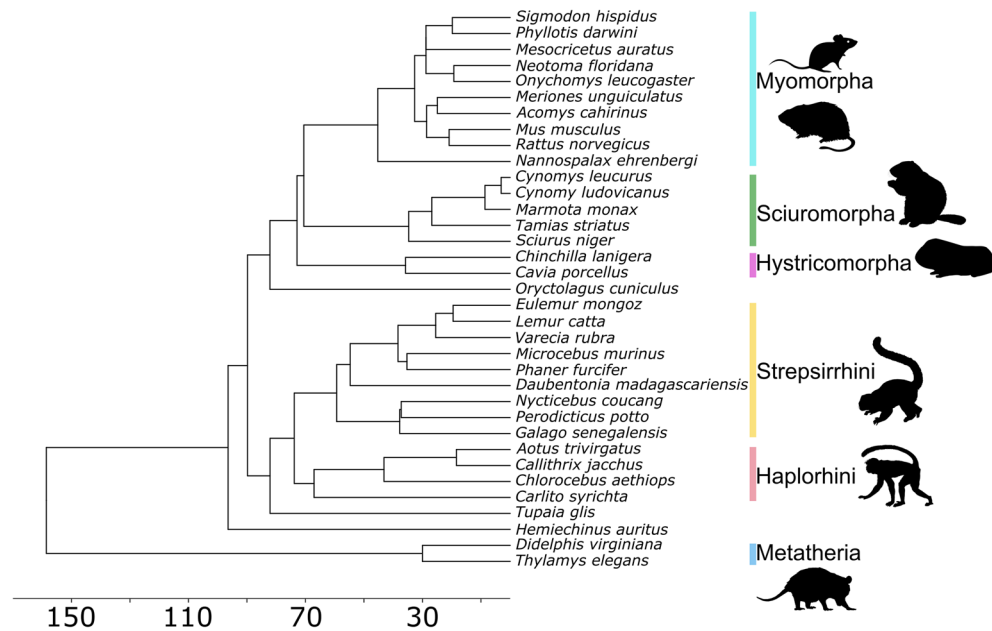 Sigmodon hispidus
Phyllotis darwini
Mesocricetus auratus
Neotoma floridana
Onychomys leucogaster
Meriones unguiculatus
Acomys cahirinus
Mus musculus
Rattus norvegicus
Nannospalax ehrenbergi
Myomorpha
Cynomys leucurus
Cynomy ludovicanus
Marmota monax
Tamias striatus
Sciurus niger
Sciuromorpha
Chinchilla lanigera
Cavia porcellus
Hystricomorpha
Oryctolagus cuniculus
Eulemur mongoz
Lemur catta
Varecia rubra
Microcebus murinus
Phaner furcifer
Daubentonia madagascariensis
Nycticebus coucang
Perodicticus potto
Galago senegalensis
Strepsirrhini
Aotus trivirgatus
Callithrix jacchus
Chlorocebus aethiops
Carlito syrichta
Haplorhini
Tupaia glis
Hemiechinus auritus
Didelphis virginiana
Thylamys elegans
Metatheria
150 110 70 30